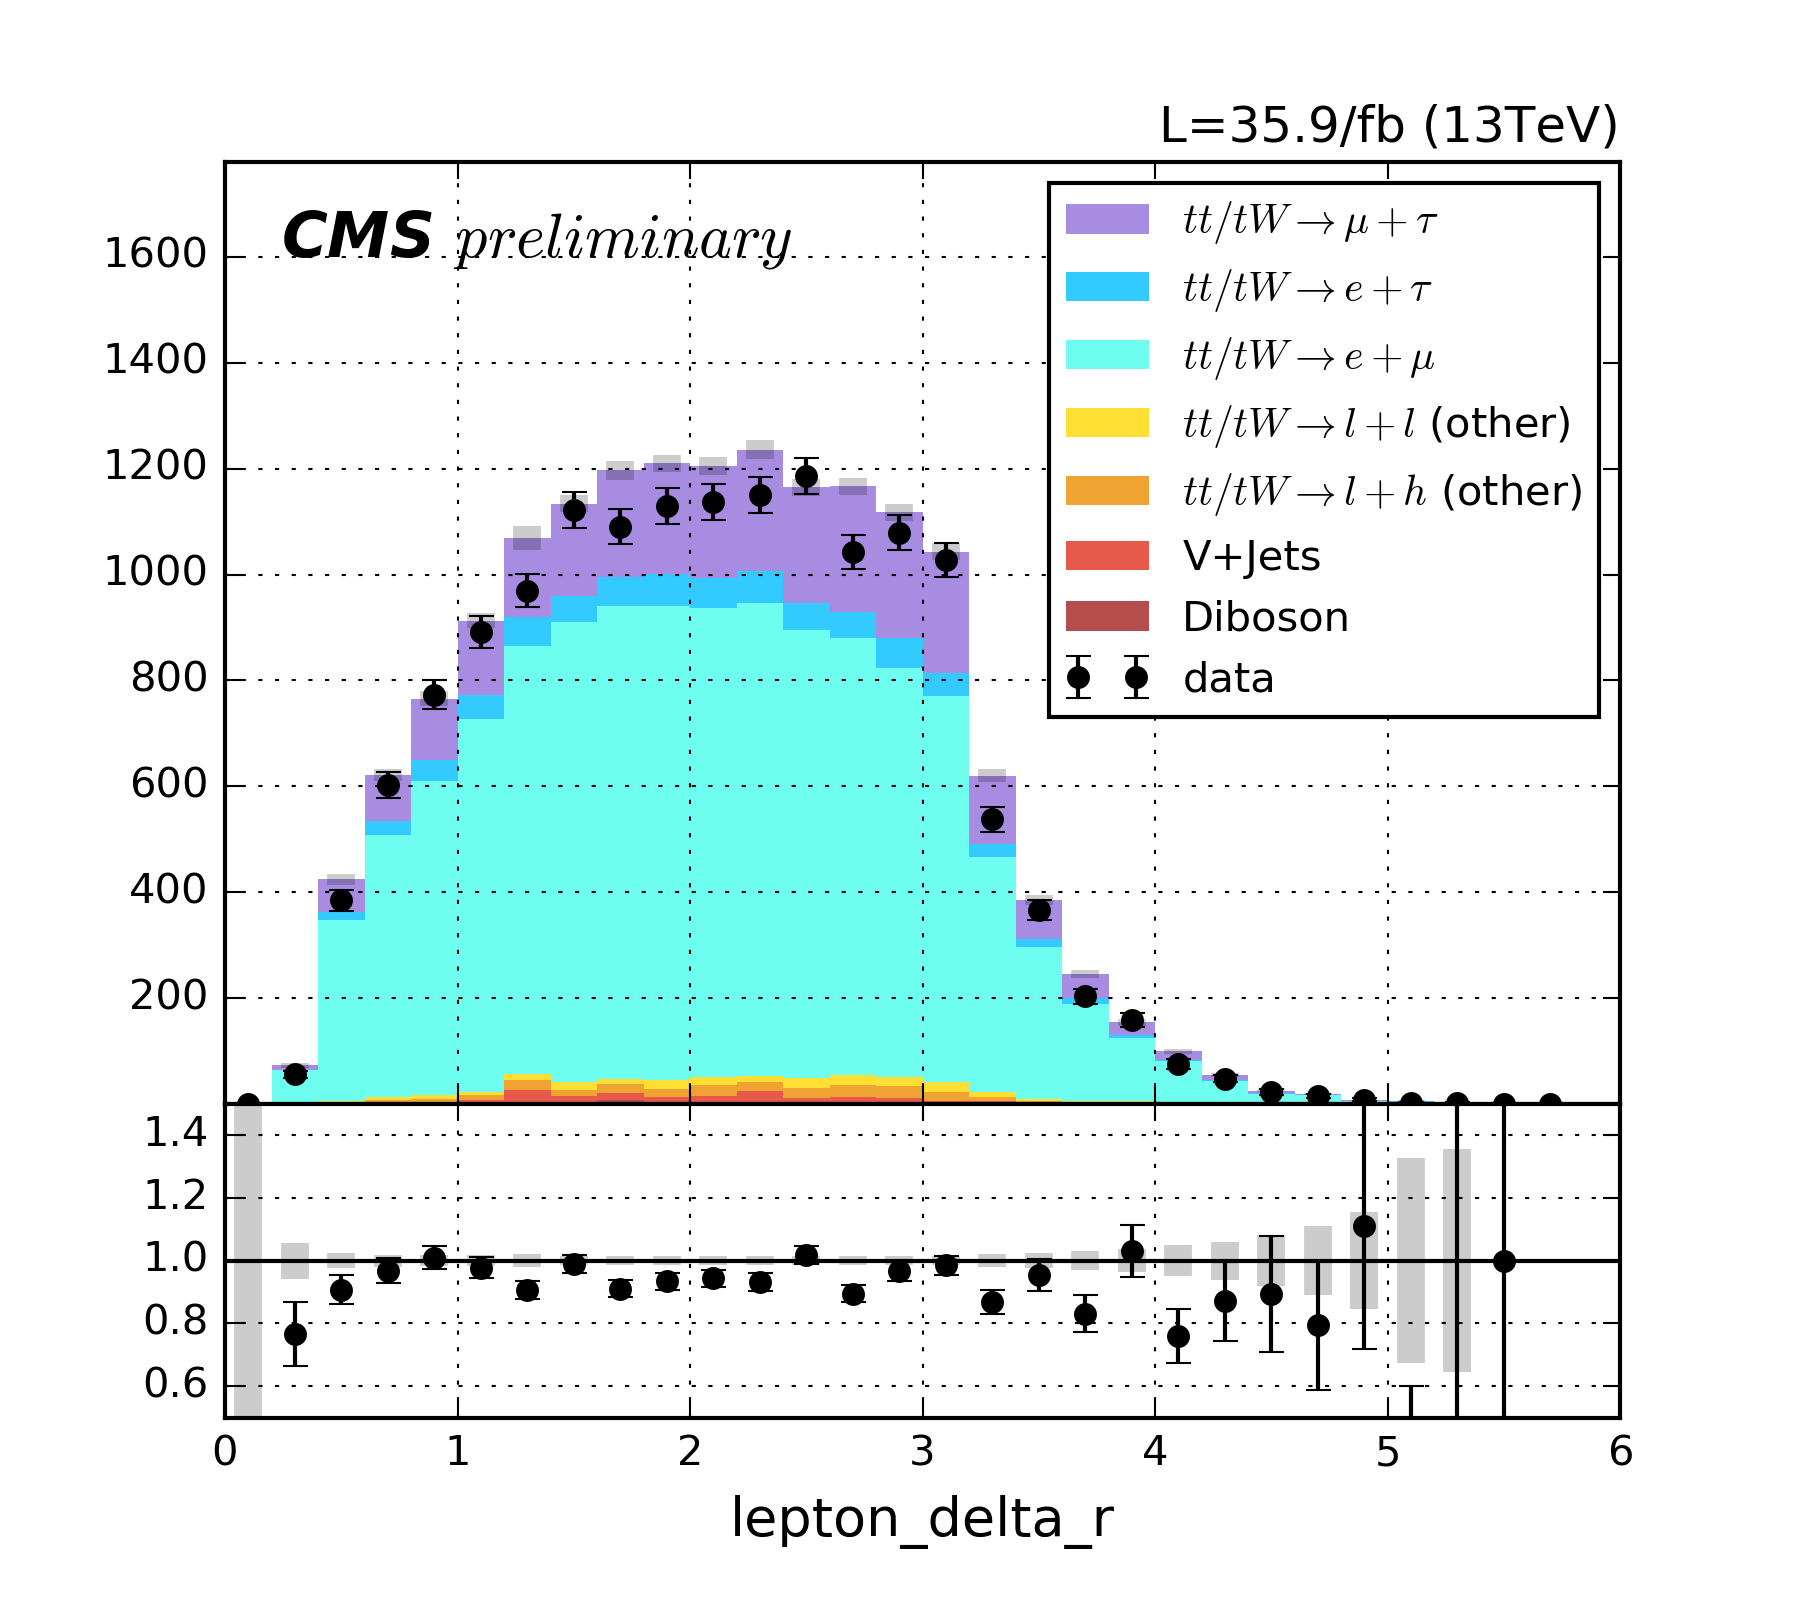 L=35.9/fb (13TeV)
CMS preliminary
tt/tW → μ + τ
tt/tW → e + τ
tt/tW → e + μ
tt/tW → l + l (other)
tt/tW → l + h (other)
V+Jets
Diboson
data
1600
1400
1200
1000
800
600
400
200
1.4
1.2
1.0
0.8
0.6
0 1 2 3 4 5 6
lepton_delta_r